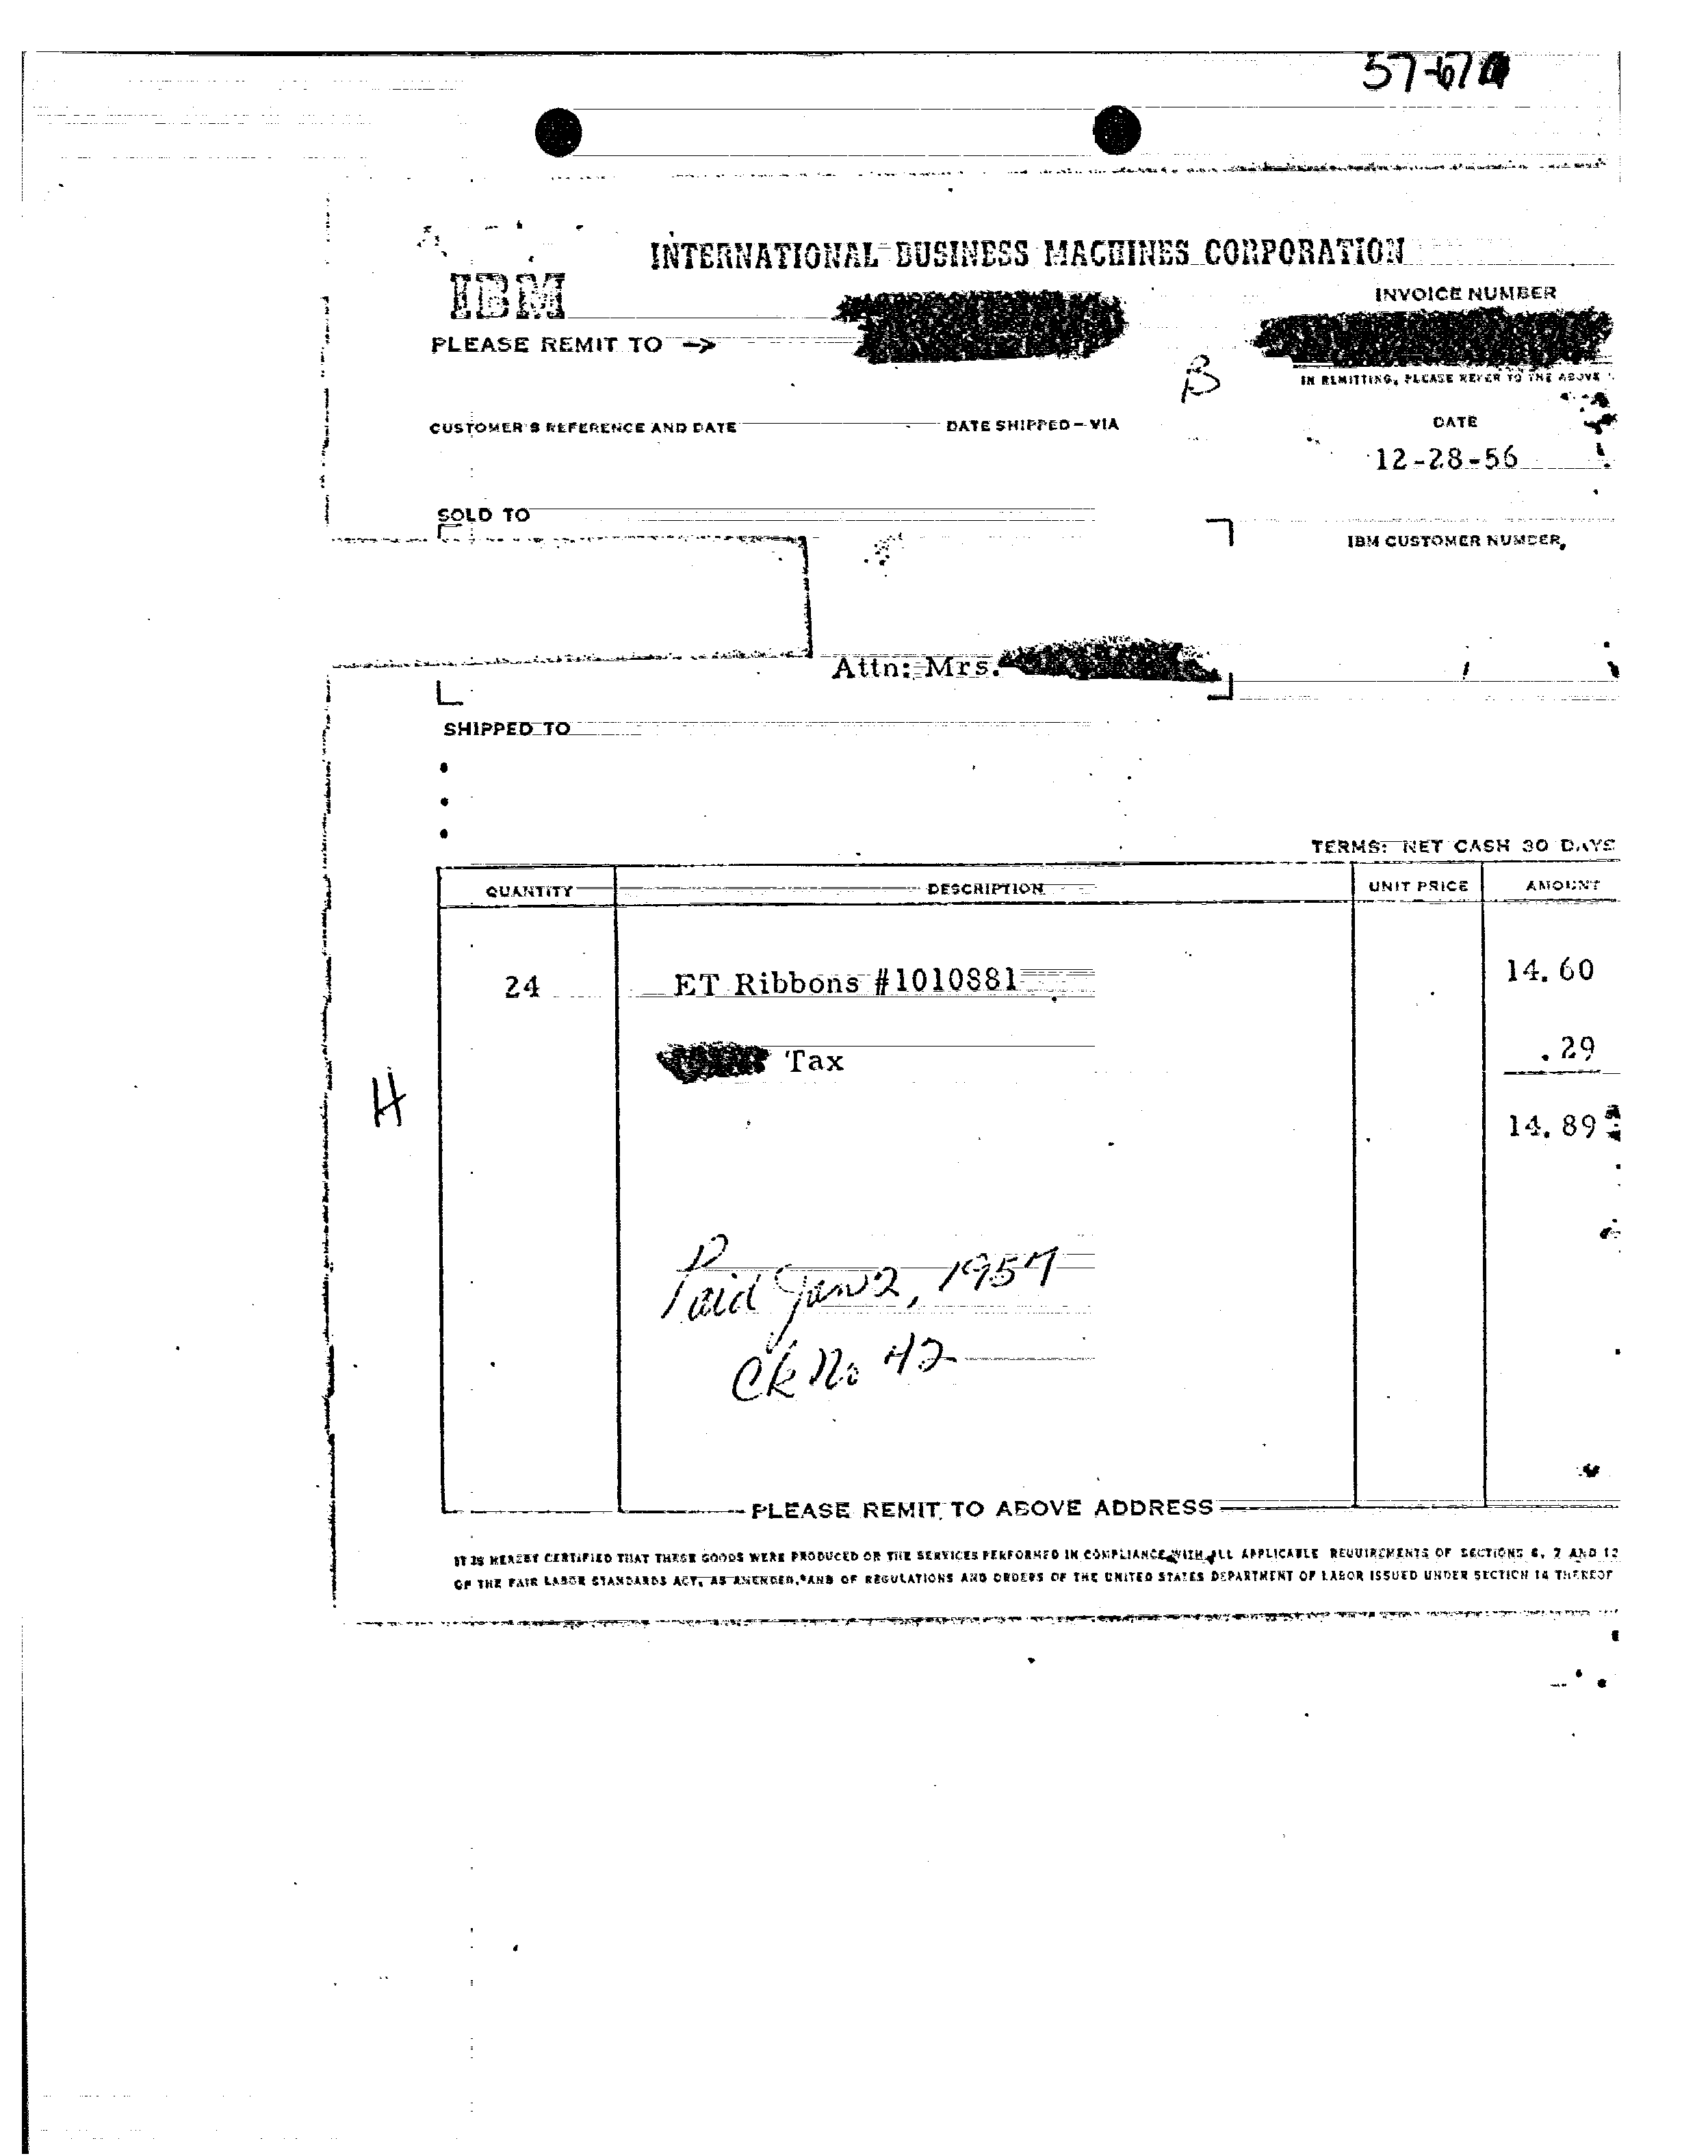 INTERNATIONAL BUSINESS MACHINES CORPORATION
IBM
INVOICE NUMBER
PLEASE REMIT TO →
B
IN REMITTING, PLEASE REFER TO THE ABOVE
CUSTOMER'S REFERENCE AND DATE DATE SHIPPED - VIA DATE
12-28-56
SOLD TO
IBM CUSTOMER NUMBER
Attn: Mrs.
SHIPPED TO
TERMS: NET CASH 30 DAYS
QUANTITY DESCRIPTION UNIT PRICE AMOUNT
24 ET Ribbons #1010881 14.60
Tax .29
H
14.89
Paid Jan 2, 1957
Ck No 42
PLEASE REMIT TO ABOVE ADDRESS
IT IS HEREBY CERTIFIED THAT THESE GOODS WERE PRODUCED OR THE SERVICES PERFORMED IN COMPLIANCE WITH ALL APPLICABLE REQUIREMENTS OF SECTIONS 6, 7 AND 12
OF THE FAIR LABOR STANDARDS ACT, AS AMENDED, AND OF REGULATIONS AND ORDERS OF THE UNITED STATES DEPARTMENT OF LABOR ISSUED UNDER SECTION 14 THEREOF